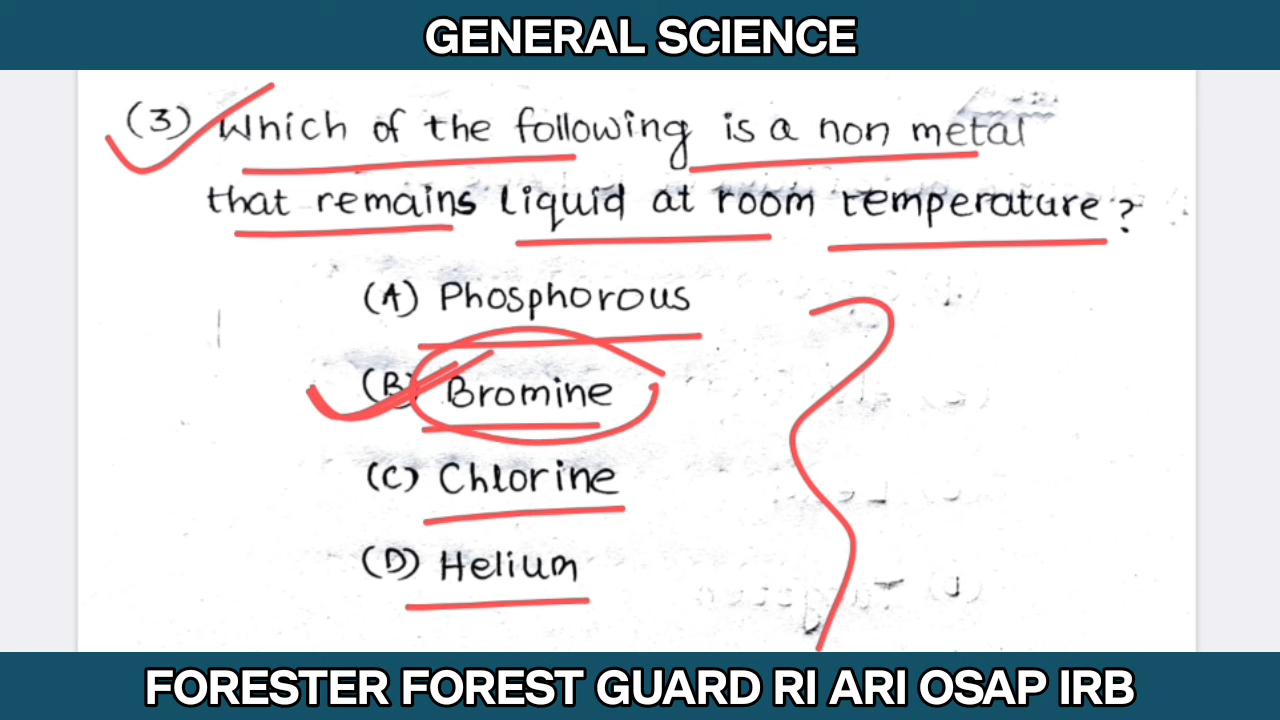 GENERAL SCIENCE
(3) Which of the following is a non metal
that remains liquid at room temperature?
(A) Phosphorous
(B) Bromine
(C) Chlorine
(D) Helium
FORESTER FOREST GUARD RI ARI OSAP IRB